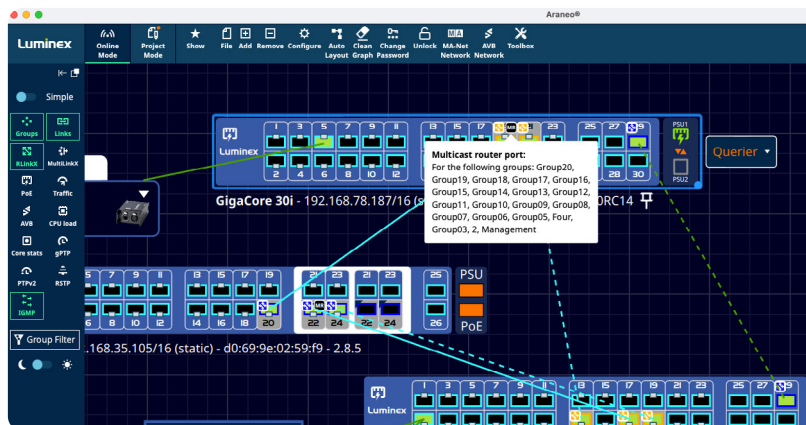 Araneo®
Luminex
Online Mode
Project Mode
Show
File
Add
Remove
Configure
Auto Layout
Clean Graph
Change Password
Unlock
MA-Net Network
AVB Network
Toolbox
Simple
Groups
Links
RLinkX
MultiLinkX
PoE
Traffic
AVB
CPU load
Core stats
gPTP
PTPv2
RSTP
IGMP
Group Filter
Luminex
1 3 5 7 9 11 13 15 17 23 25 27
2 4 6 8 10 12 28 30
PSU1
PSU2
Querier
GigaCore 30i - 192.168.78.187/16 (s
0RC14
Multicast router port:
For the following groups: Group20,
Group19, Group18, Group17, Group16,
Group15, Group14, Group13, Group12,
Group11, Group10, Group09, Group08,
Group07, Group06, Group05, Four,
Group03, 2, Management
5 7 9 11 13 15 17 19 21 23 21 23 25
PSU
6 8 10 12 14 16 18 20 22 24 22 24 26
PoE
.168.35.105/16 (static) - d0:69:9e:02:59:f9 - 2.8.5
Luminex
1 3 5 7 9 11 13 15 17 19 21 23 25 27